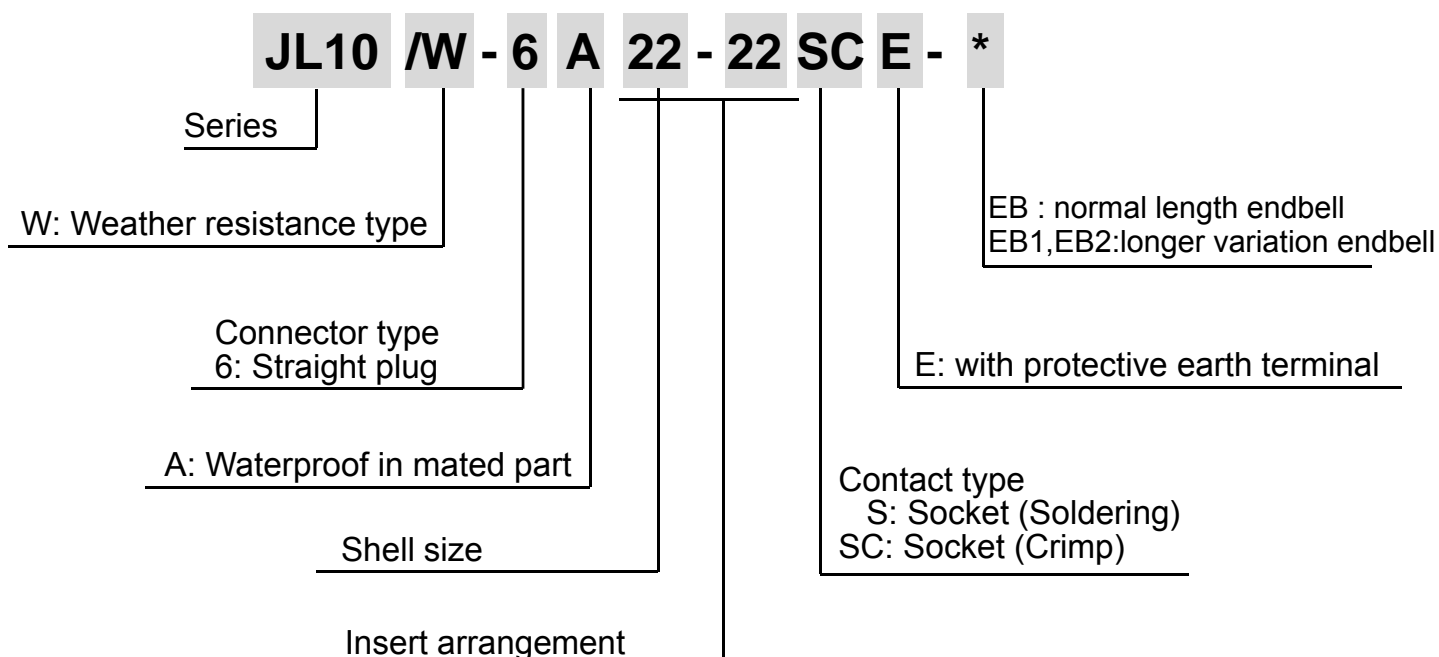 JL10 /W - 6 A 22 - 22 SC E - *
Series
W: Weather resistance type
EB : normal length endbell
EB1,EB2:longer variation endbell
Connector type
6: Straight plug
E: with protective earth terminal
A: Waterproof in mated part
Contact type
S: Socket (Soldering)
SC: Socket (Crimp)
Shell size
Insert arrangement